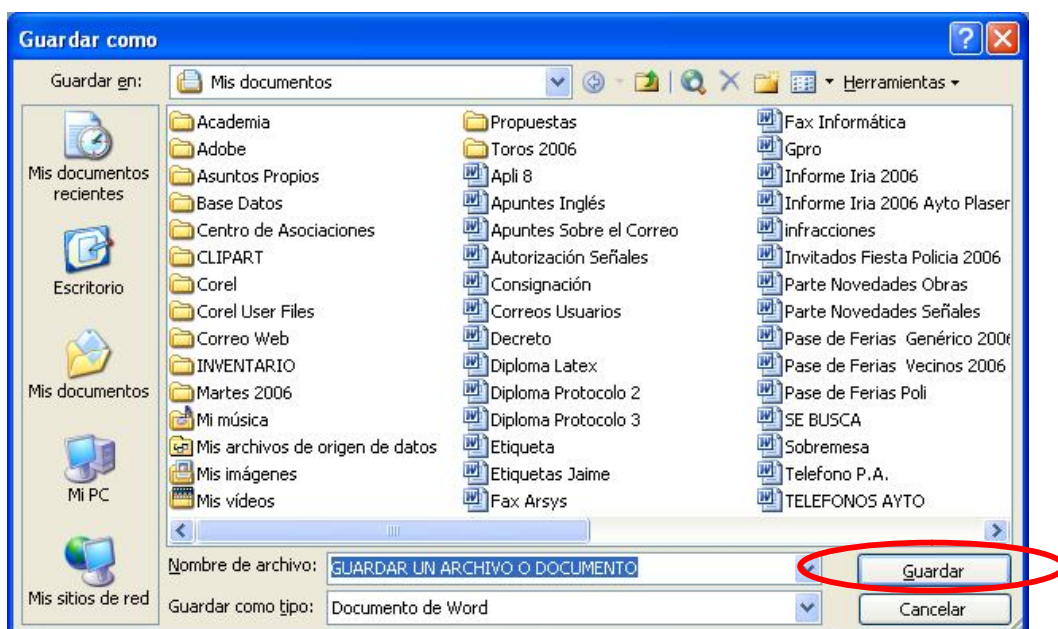 Guardar como
Guardar en:
Mis documentos
Herramientas
Mis documentos
recientes
Escritorio
Mis documentos
Mi PC
Mis sitios de red
Academia
Adobe
Asuntos Propios
Base Datos
Centro de Asociaciones
CLIPART
Corel
Corel User Files
Correo Web
INVENTARIO
Martes 2006
Mi música
Mis archivos de origen de datos
Mis imágenes
Mis vídeos
Propuestas
Toros 2006
Apli 8
Apuntes Inglés
Apuntes Sobre el Correo
Autorización Señales
Consignación
Correos Usuarios
Decreto
Diploma Latex
Diploma Protocolo 2
Diploma Protocolo 3
Etiqueta
Etiquetas Jaime
Fax Arsys
Fax Informática
Gpro
Informe Iria 2006
Informe Iria 2006 Ayto Plaser
infracciones
Invitados Fiesta Policia 2006
Parte Novedades Obras
Parte Novedades Señales
Pase de Ferias Genérico 2006
Pase de Ferias Vecinos 2006
Pase de Ferias Poli
SE BUSCA
Sobremesa
Telefono P.A.
TELEFONOS AYTO
Nombre de archivo:
GUARDAR UN ARCHIVO O DOCUMENTO
Guardar
Guardar como tipo:
Documento de Word
Cancelar